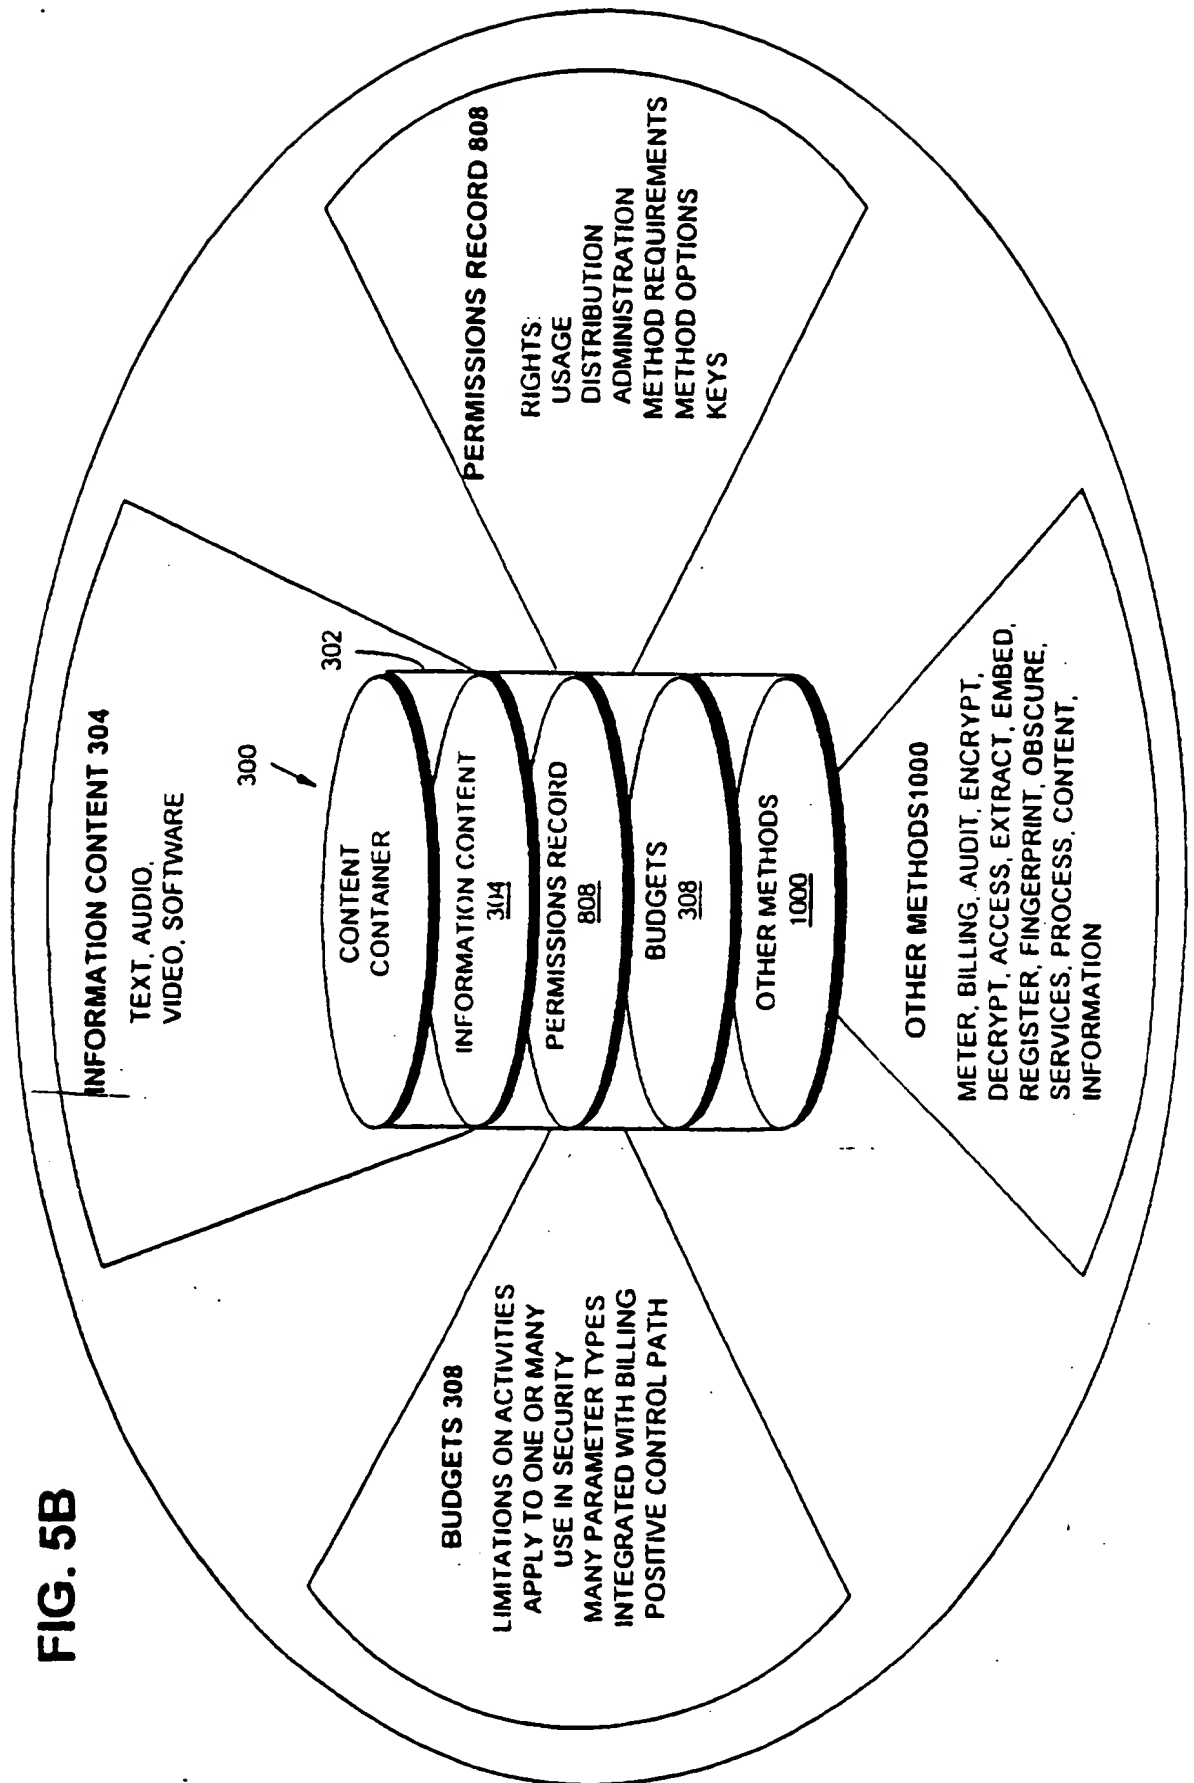 FIG. 5B
INFORMATION CONTENT 304
TEXT, AUDIO,
VIDEO, SOFTWARE
300
302
CONTENT
CONTAINER
INFORMATION CONTENT
304
PERMISSIONS RECORD
808
BUDGETS
308
OTHER METHODS
1000
BUDGETS 308
LIMITATIONS ON ACTIVITIES
APPLY TO ONE OR MANY
USE IN SECURITY
MANY PARAMETER TYPES
INTEGRATED WITH BILLING
POSITIVE CONTROL PATH
PERMISSIONS RECORD 808
RIGHTS:
USAGE
DISTRIBUTION
ADMINISTRATION
METHOD REQUIREMENTS
METHOD OPTIONS
KEYS
OTHER METHODS1000
METER, BILLING, AUDIT, ENCRYPT,
DECRYPT, ACCESS, EXTRACT, EMBED,
REGISTER, FINGERPRINT, OBSCURE,
SERVICES, PROCESS, CONTENT,
INFORMATION